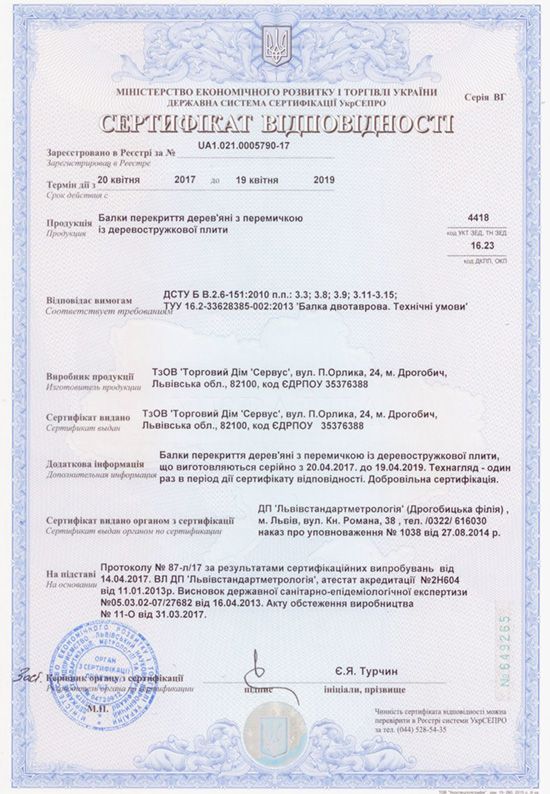 МІНІСТЕРСТВО ЕКОНОМІЧНОГО РОЗВИТКУ І ТОРГІВЛІ УКРАЇНИ
ДЕРЖАВНА СИСТЕМА СЕРТИФІКАЦІЇ УкрСЕПРО
Серія ВГ
СЕРТИФІКАТ ВІДПОВІДНОСТІ
Зареєстровано в Реєстрі за № UA1.021.0005790-17
Зарегистрирован в Реестре
Термін дії з 20 квітня 2017 до 19 квітня 2019
Срок действия с
Продукція Балки перекриття дерев'яні з перемичкою 4418
Продукция із деревостружкової плити код УКТ ЗЕД, ТН ЗЕД
16.23
код ДКПП, ОКП
Відповідає вимогам ДСТУ Б В.2.6-151:2010 п.п.: 3.3; 3.8; 3.9; 3.11-3.15;
Соответствует требованиям ТУУ 16.2-33628385-002:2013 'Балка двотаврова. Технічні умови'
Виробник продукції ТзОВ 'Торговий Дім 'Сервус', вул. П.Орлика, 24, м. Дрогобич,
Изготовитель продукции Львівська обл., 82100, код ЄДРПОУ 35376388
Сертифікат видано ТзОВ 'Торговий Дім 'Сервус', вул. П.Орлика, 24, м. Дрогобич,
Сертификат выдан Львівська обл., 82100, код ЄДРПОУ 35376388
Додаткова інформація Балки перекриття дерев'яні з перемичкою із деревостружкової плити,
Дополнительная информация що виготовляються серійно з 20.04.2017. до 19.04.2019. Технагляд - один
раз в період дії сертифікату відповідності. Добровільна сертифікація.
ДП 'Львівстандартметрологія' (Дрогобицька філія) ,
Сертифікат видано органом з сертифікації м. Львів, вул. Кн. Романа, 38 , тел. /0322/ 616030
Сертификат выдан органом по сертификации наказ про уповноваження № 1038 від 27.08.2014 р.
Протоколу № 87-л/17 за результатами сертифікаційних випробувань від
На підставі 14.04.2017. ВЛ ДП 'Львівстандартметрологія', атестат акредитації №2Н604
На основании від 11.01.2013р. Висновок державної санітарно-епідеміологічної експертизи
№05.03.02-07/27682 від 16.04.2013. Акту обстеження виробництва
№ 11-О від 31.03.2017.
№ 649265
Є.Я. Турчин
Керівник органу з сертифікації
Руководитель органа по сертификации підпис ініціали, прізвище
М.П.
ОРГАН
З СЕРТИФІКАЦІЇ
Чинність сертифіката відповідності можна
перевірити в Реєстрі системи УкрСЕПРО
за тел. (044) 528-54-35